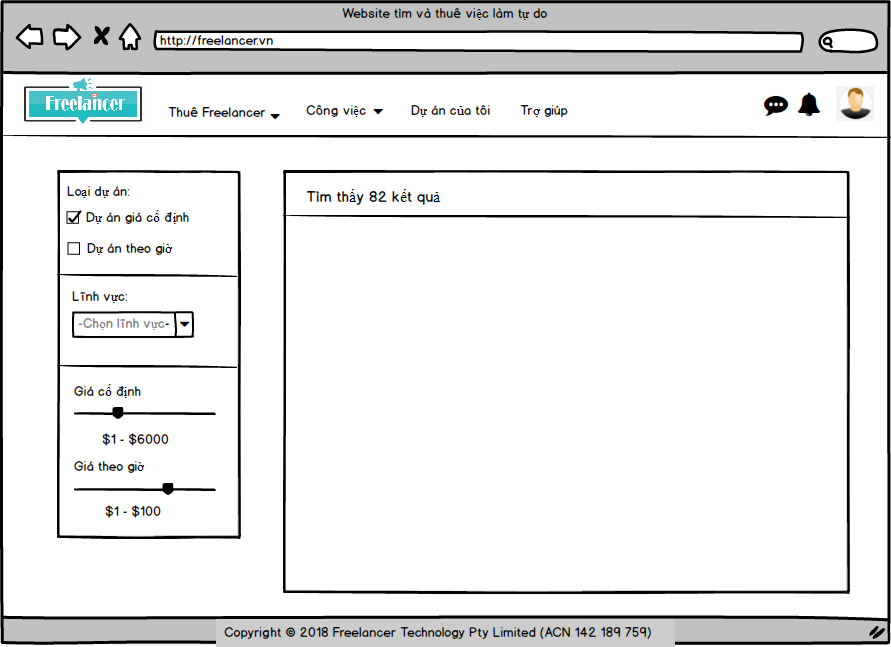 Website tìm và thuê việc làm tự do
http://freelancer.vn
Freelancer
Thuê Freelancer
Công việc
Dự án của tôi
Trợ giúp
Loại dự án:
Dự án giá cố định
Dự án theo giờ
Lĩnh vực:
-Chọn lĩnh vực-
Giá cố định
$1 - $6000
Giá theo giờ
$1 - $100
Tìm thấy 82 kết quả
Copyright © 2018 Freelancer Technology Pty Limited (ACN 142 189 759)